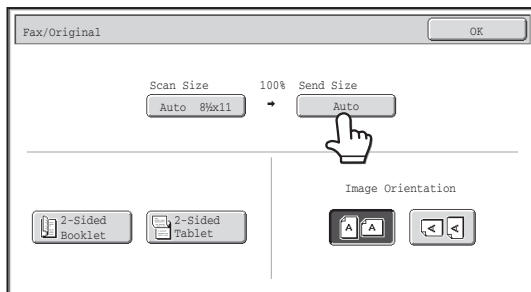 Fax/Original
OK
Scan Size 100% Send Size
Auto 8½x11 Auto
Image Orientation
2-Sided Booklet
2-Sided Tablet
A A A A